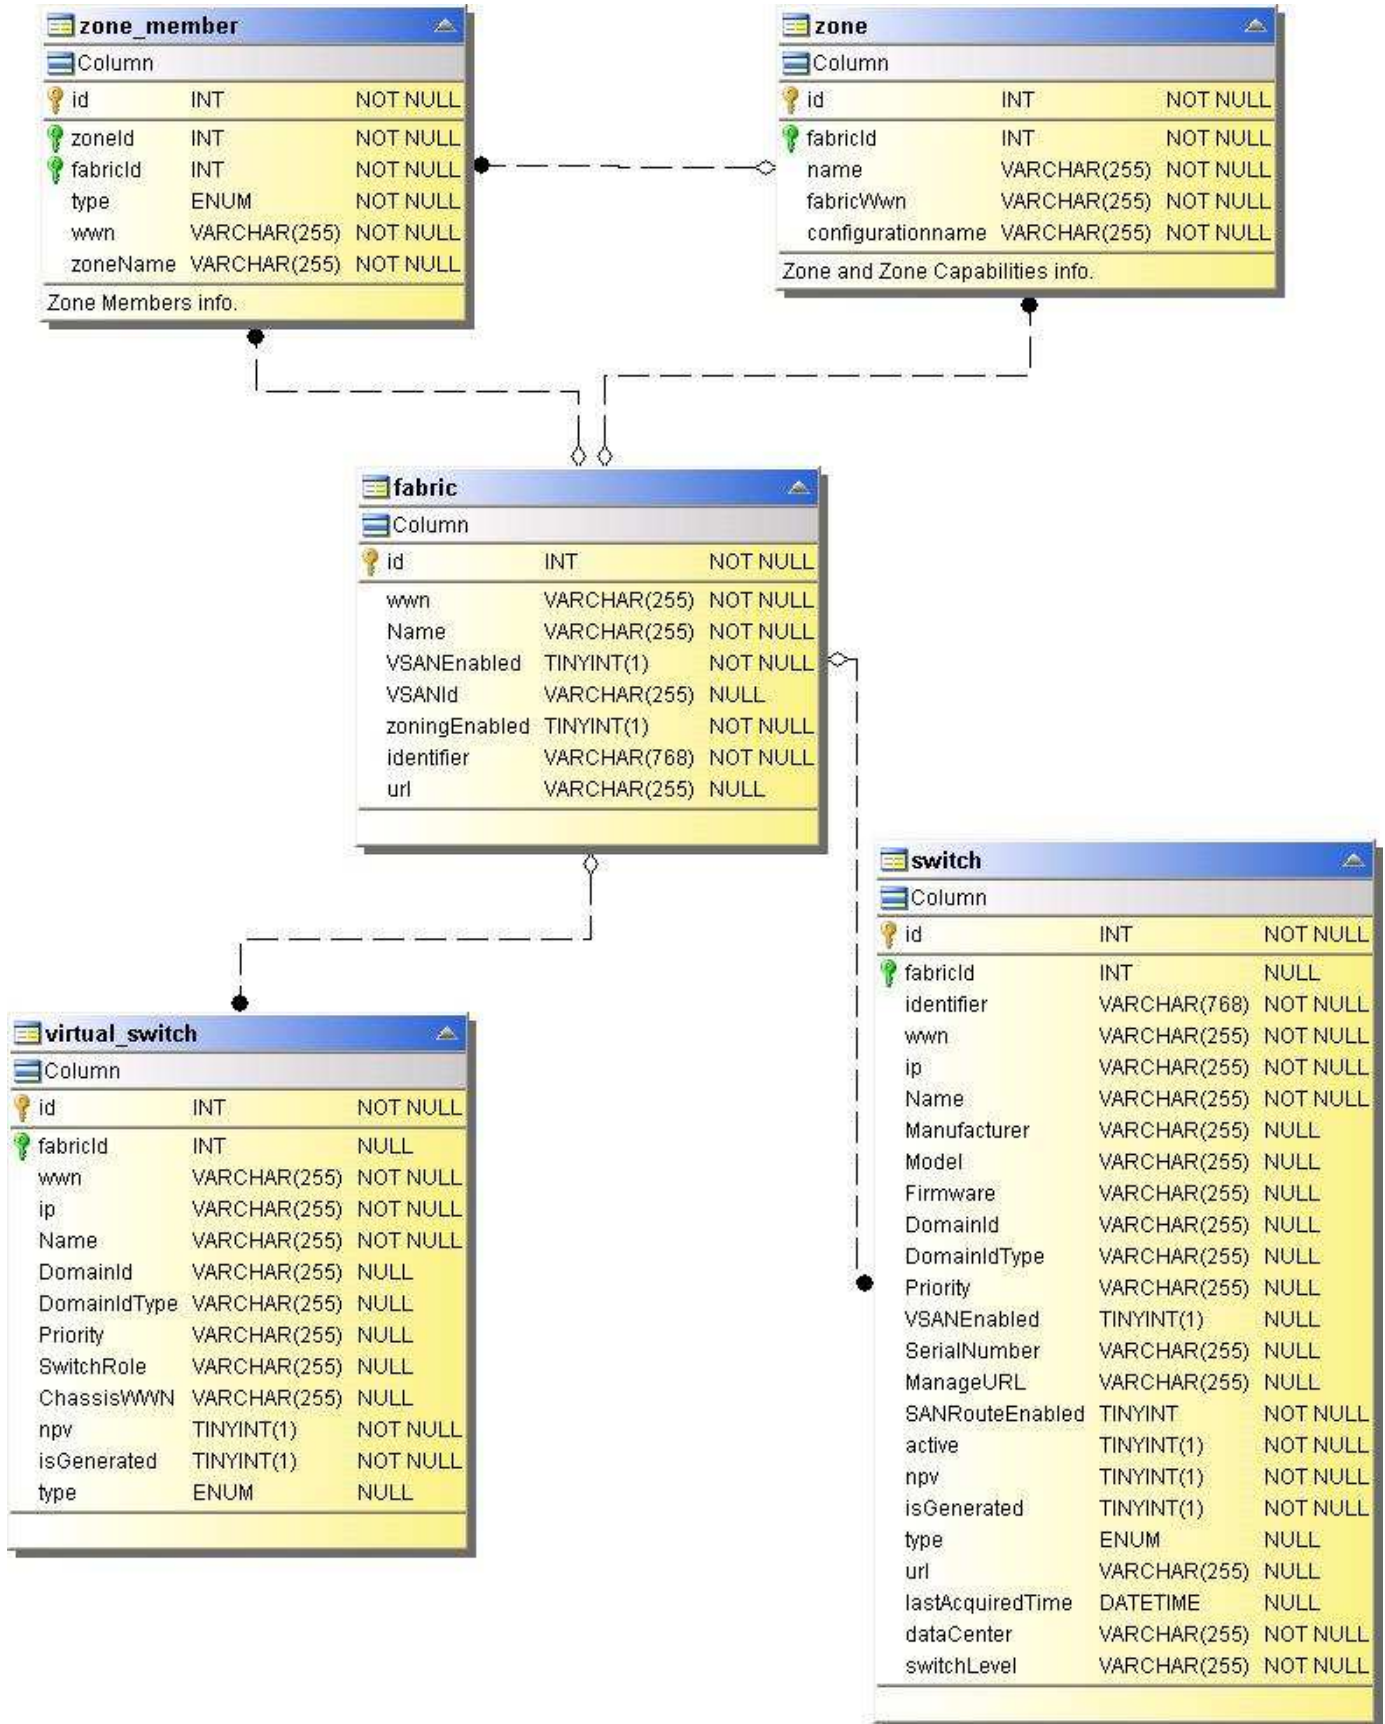 zone_member
Column
id INT NOT NULL
zoneId INT NOT NULL
fabricId INT NOT NULL
type ENUM NOT NULL
wwn VARCHAR(255) NOT NULL
zoneName VARCHAR(255) NOT NULL
Zone Members info.
zone
Column
id INT NOT NULL
fabricId INT NOT NULL
name VARCHAR(255) NOT NULL
fabricWwn VARCHAR(255) NOT NULL
configurationname VARCHAR(255) NOT NULL
Zone and Zone Capabilities info.
fabric
Column
id INT NOT NULL
wwn VARCHAR(255) NOT NULL
Name VARCHAR(255) NOT NULL
VSANEnabled TINYINT(1) NOT NULL
VSANId VARCHAR(255) NULL
zoningEnabled TINYINT(1) NOT NULL
identifier VARCHAR(768) NOT NULL
url VARCHAR(255) NULL
switch
Column
id INT NOT NULL
fabricId INT NULL
identifier VARCHAR(768) NOT NULL
wwn VARCHAR(255) NOT NULL
ip VARCHAR(255) NOT NULL
Name VARCHAR(255) NOT NULL
Manufacturer VARCHAR(255) NULL
Model VARCHAR(255) NULL
Firmware VARCHAR(255) NULL
DomainId VARCHAR(255) NULL
DomainIdType VARCHAR(255) NULL
Priority VARCHAR(255) NULL
VSANEnabled TINYINT(1) NULL
SerialNumber VARCHAR(255) NULL
ManageURL VARCHAR(255) NULL
SANRouteEnabled TINYINT NOT NULL
active TINYINT(1) NOT NULL
npv TINYINT(1) NOT NULL
isGenerated TINYINT(1) NOT NULL
type ENUM NULL
url VARCHAR(255) NULL
lastAcquiredTime DATETIME NULL
dataCenter VARCHAR(255) NOT NULL
switchLevel VARCHAR(255) NOT NULL
virtual_switch
Column
id INT NOT NULL
fabricId INT NULL
wwn VARCHAR(255) NOT NULL
ip VARCHAR(255) NOT NULL
Name VARCHAR(255) NOT NULL
DomainId VARCHAR(255) NULL
DomainIdType VARCHAR(255) NULL
Priority VARCHAR(255) NULL
SwitchRole VARCHAR(255) NULL
ChassisWWN VARCHAR(255) NULL
npv TINYINT(1) NOT NULL
isGenerated TINYINT(1) NOT NULL
type ENUM NULL